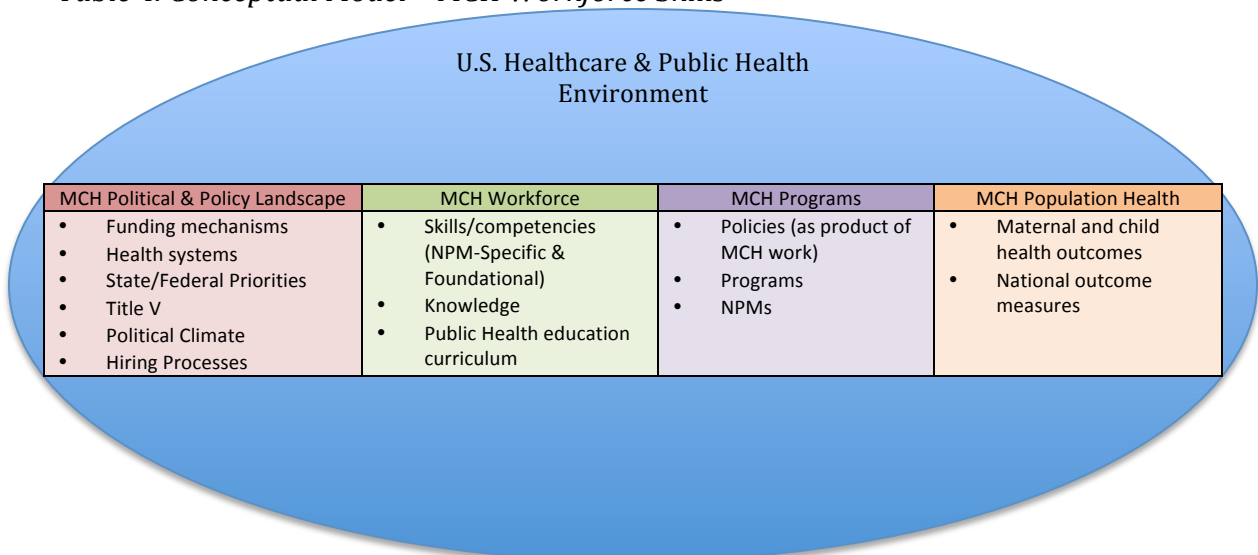 U.S. Healthcare & Public Health
Environment
MCH Political & Policy Landscape
• Funding mechanisms
• Health systems
• State/Federal Priorities
• Title V
• Political Climate
• Hiring Processes
MCH Workforce
• Skills/competencies
(NPM-Specific &
Foundational)
• Knowledge
• Public Health education
curriculum
MCH Programs
• Policies (as product of
MCH work)
• Programs
• NPMs
MCH Population Health
• Maternal and child
health outcomes
• National outcome
measures